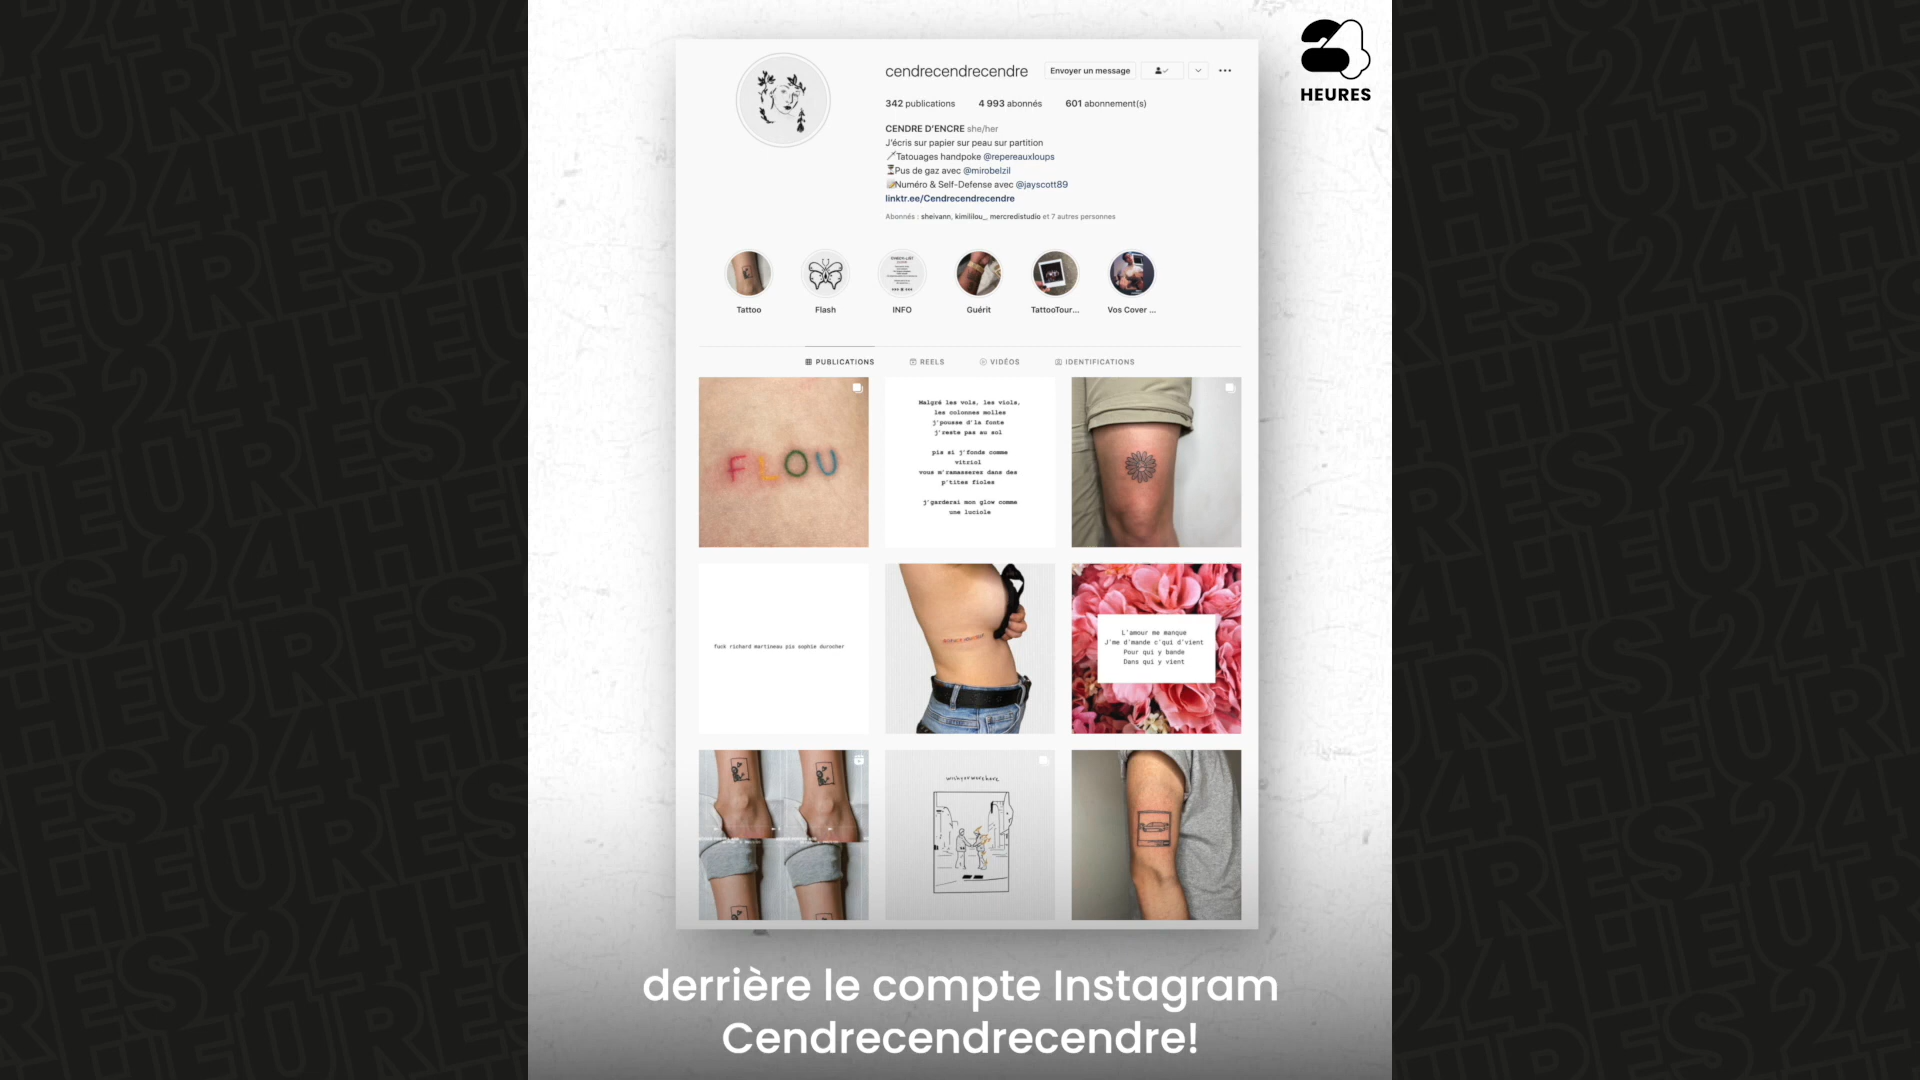 HEURES
cendrecendrecendre Envoyer un message
342 publications 4 993 abonnés 601 abonnement(s)
CENDRE D'ENCRE she/her
J'écris sur papier sur peau sur partition
Tatouages handpoke @repereauxloups
Pus de gaz avec @mirobelzil
Numéro & Self-Defense avec @jayscott89
linktr.ee/Cendrecendrecendre
Abonnés : sheivann, kimililou_, mercredistudio et 7 autres personnes
Tattoo Flash INFO Guérit TattooTour... Vos Cover ...
PUBLICATIONS REELS VIDÉOS IDENTIFICATIONS
FLOU
Malgré les vols, les viols,
les colonnes molles
j'pousse d'la fonte
j'reste pas au sol
pis si j'fonds comme
vitriol
vous m'ramasserez dans des
p'tites fioles
j'garderai mon glow comme
une luciole
fuck richard martineau pis sophie durocher
L'amour me manque
J'me d'mande c'qui d'vient
Pour qui y bande
Dans qui y vient
wishyouwerehere
derrière le compte Instagram
Cendrecendrecendre!